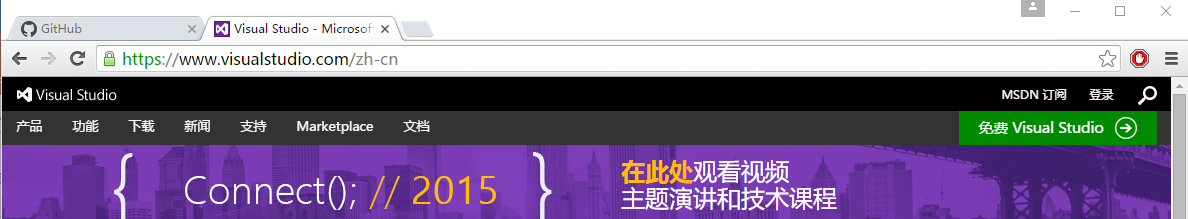 GitHub
Visual Studio - Microsof
https://www.visualstudio.com/zh-cn
Visual Studio
MSDN 订阅
登录
产品 功能 下载 新闻 支持 Marketplace 文档
免费 Visual Studio
{ Connect(); // 2015 }
在此处观看视频
主题演讲和技术课程